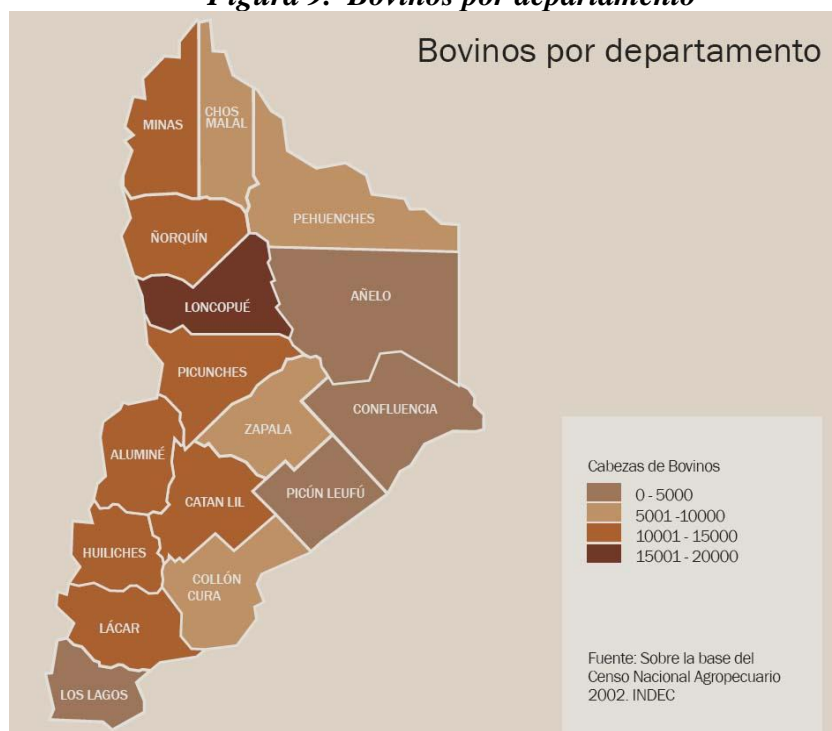 Figura 9. Bovinos por departamento
Bovinos por departamento
MINAS
CHOS
MALAL
PEHUENCHES
ÑORQUÍN
LONCOPUÉ
AÑELO
PICUNCHES
CONFLUENCIA
ZAPALA
ALUMINÉ
CATAN LIL
PICÚN LEUFÚ
HUILICHES
COLLÓN
CURA
LÁCAR
LOS LAGOS
Cabezas de Bovinos
0 - 5000
5001 -10000
10001 - 15000
15001 - 20000
Fuente: Sobre la base del
Censo Nacional Agropecuario
2002. INDEC